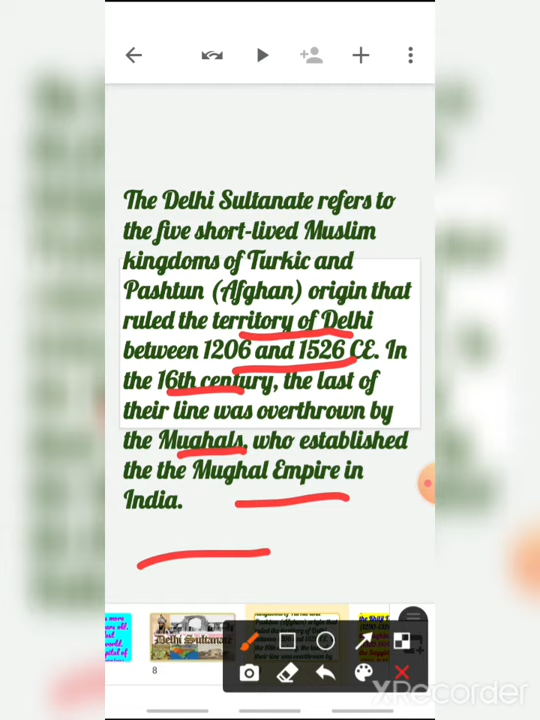 The Delhi Sultanate refers to
the five short-lived Muslim
kingdoms of Turkic and
Pashtun (Afghan) origin that
ruled the territory of Delhi
between 1206 and 1526 CE. In
the 16th century, the last of
their line was overthrown by
the Mughals, who established
the the Mughal Empire in
India.
Delhi Sultanate
8
XRecorder